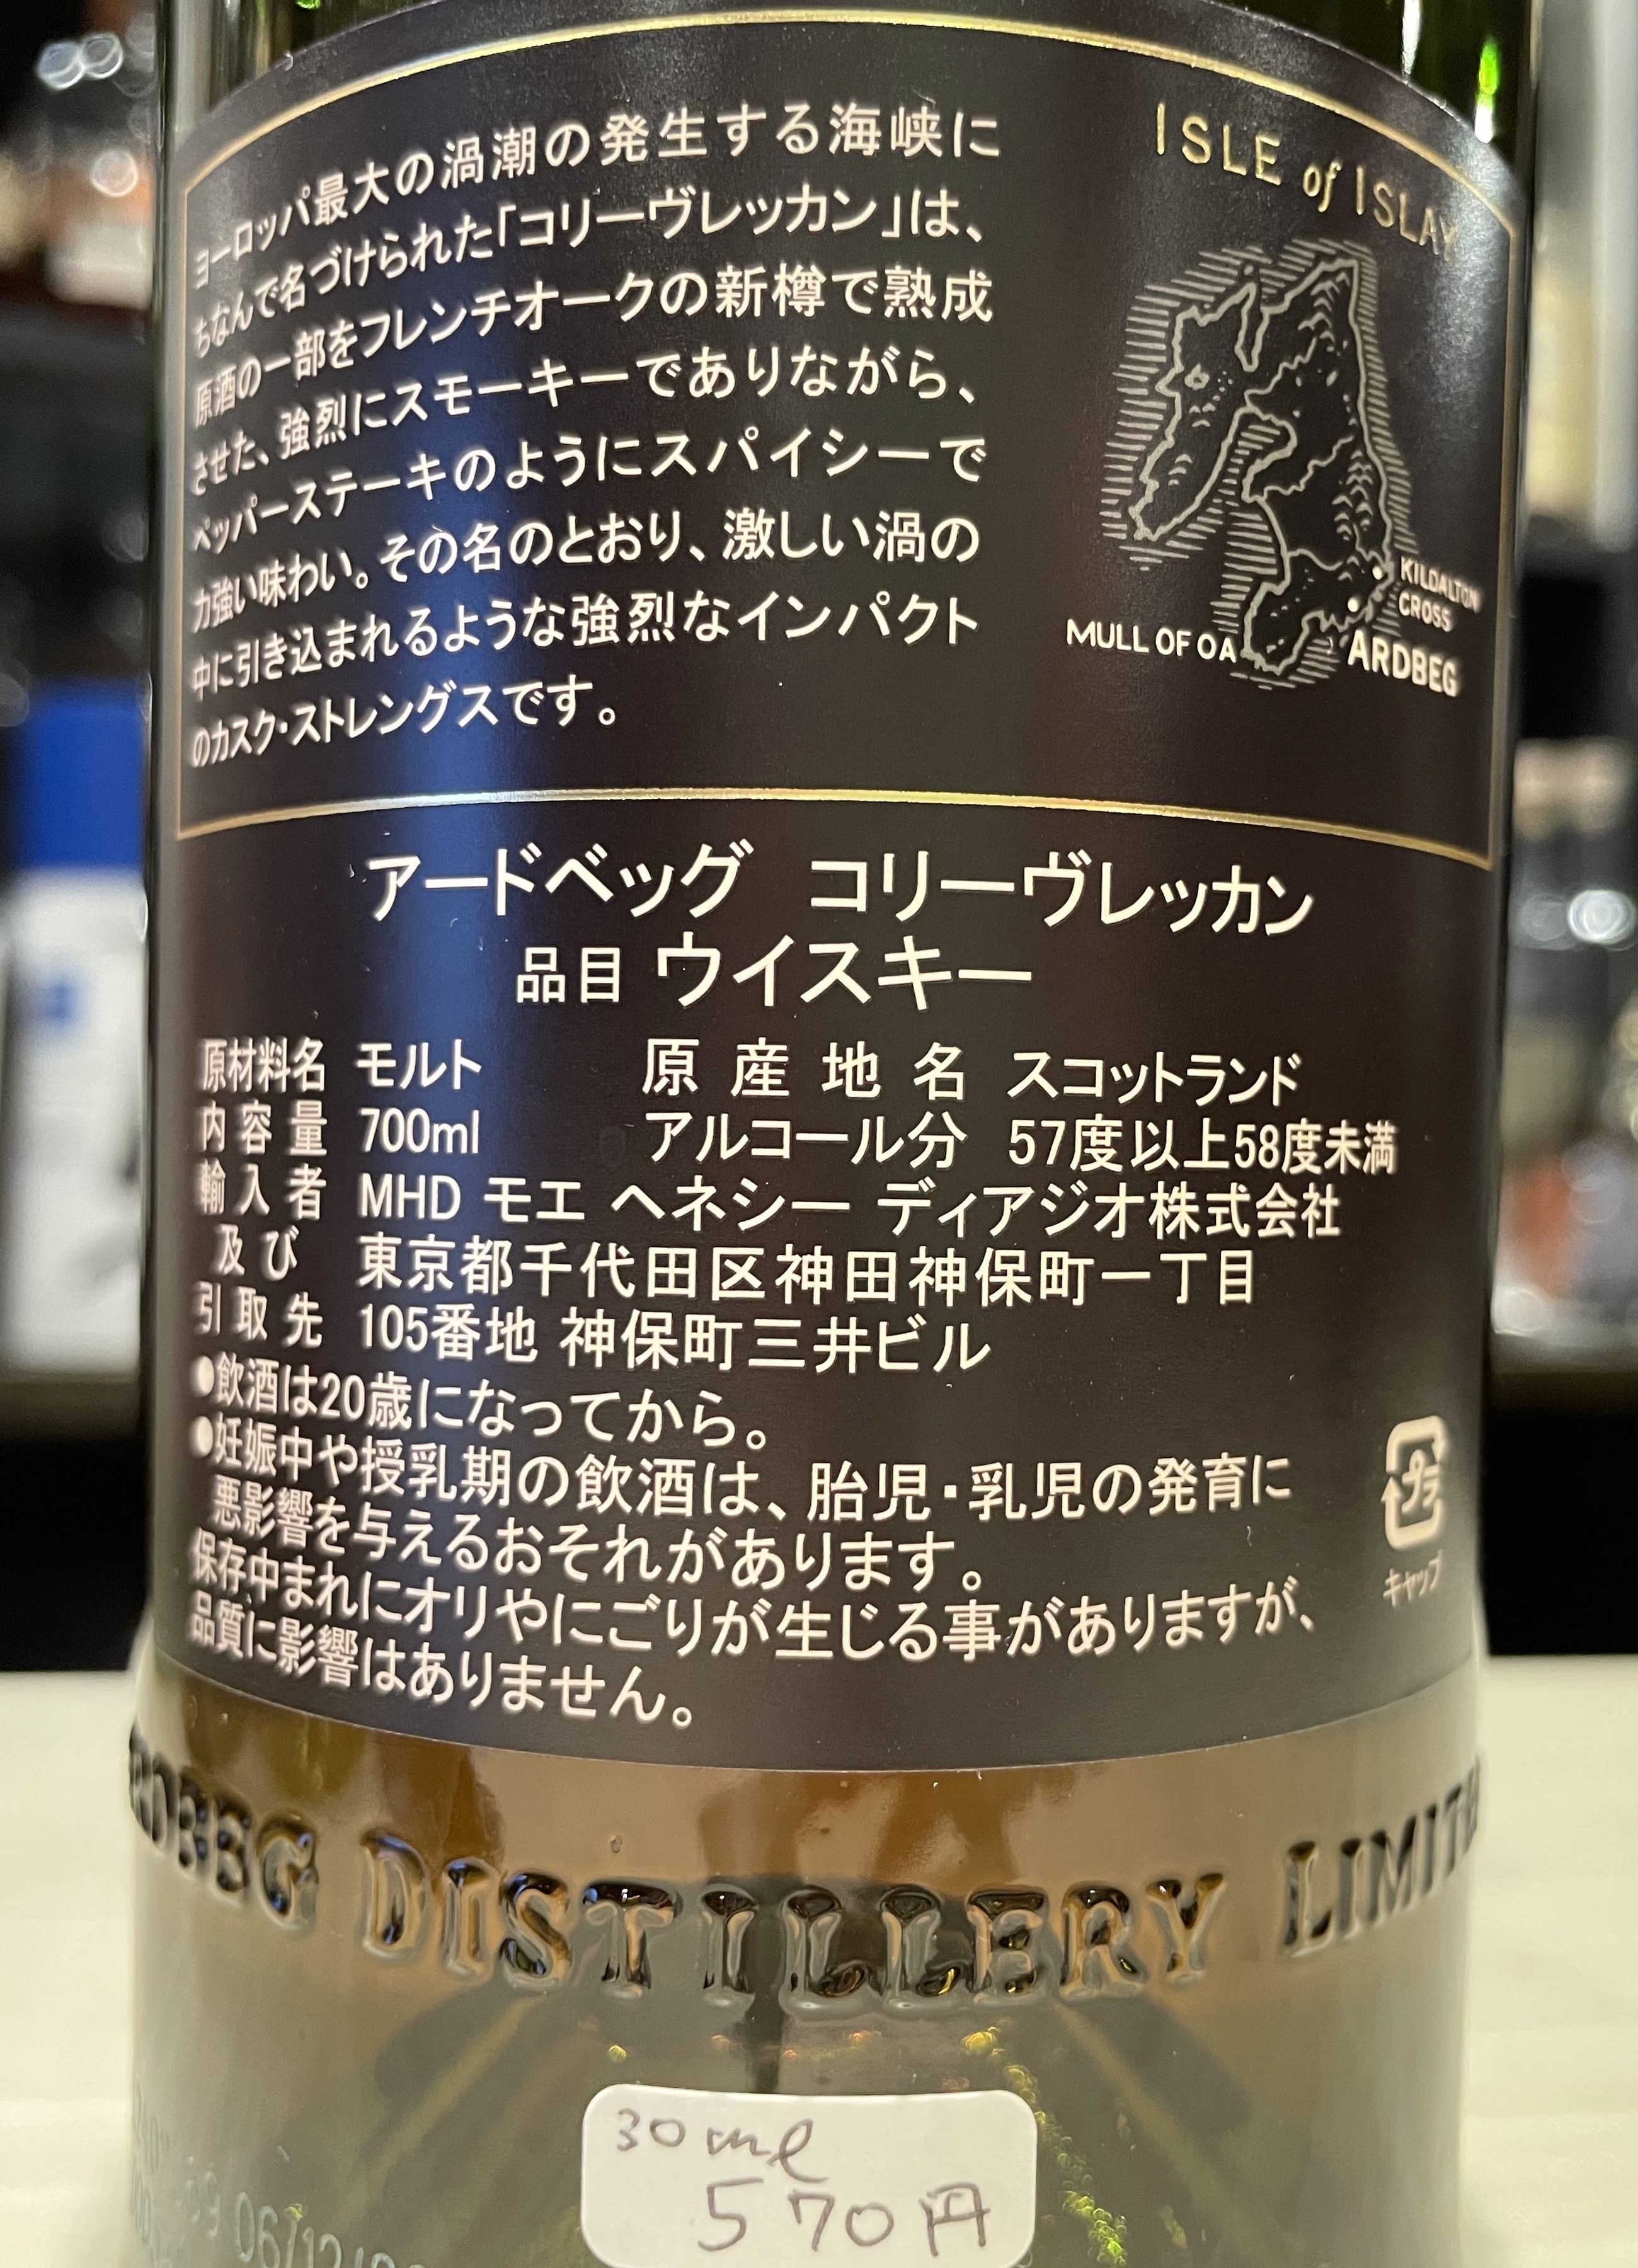 ヨーロッパ最大の渦潮の発生する海峡に
ちなんで名づけられた「コリーヴレッカン」は、
原酒の一部をフレンチオークの新樽で熟成
させた、強烈にスモーキーでありながら、
ペッパーステーキのようにスパイシーで
力強い味わい。その名のとおり、激しい渦の
中に引き込まれるような強烈なインパクト
のカスク・ストレングスです。
ISLE of ISLAY
KILDALTON
CROSS
MULL OF OA
ARDBEG
アードベッグ コリーヴレッカン
品目 ウイスキー
原材料名 モルト 原産地名 スコットランド
内容量 700ml アルコール分 57度以上58度未満
輸入者 MHD モエ ヘネシー ディアジオ株式会社
及び 東京都千代田区神田神保町一丁目
引取先 105番地 神保町三井ビル
●飲酒は20歳になってから。
●妊娠中や授乳期の飲酒は、胎児・乳児の発育に
悪影響を与えるおそれがあります。
保存中まれにオリやにごりが生じる事がありますが、
品質に影響はありません。
プラ
キャップ
ARDBEG DISTILLERY LIMITE
30ml
570円
06/12/